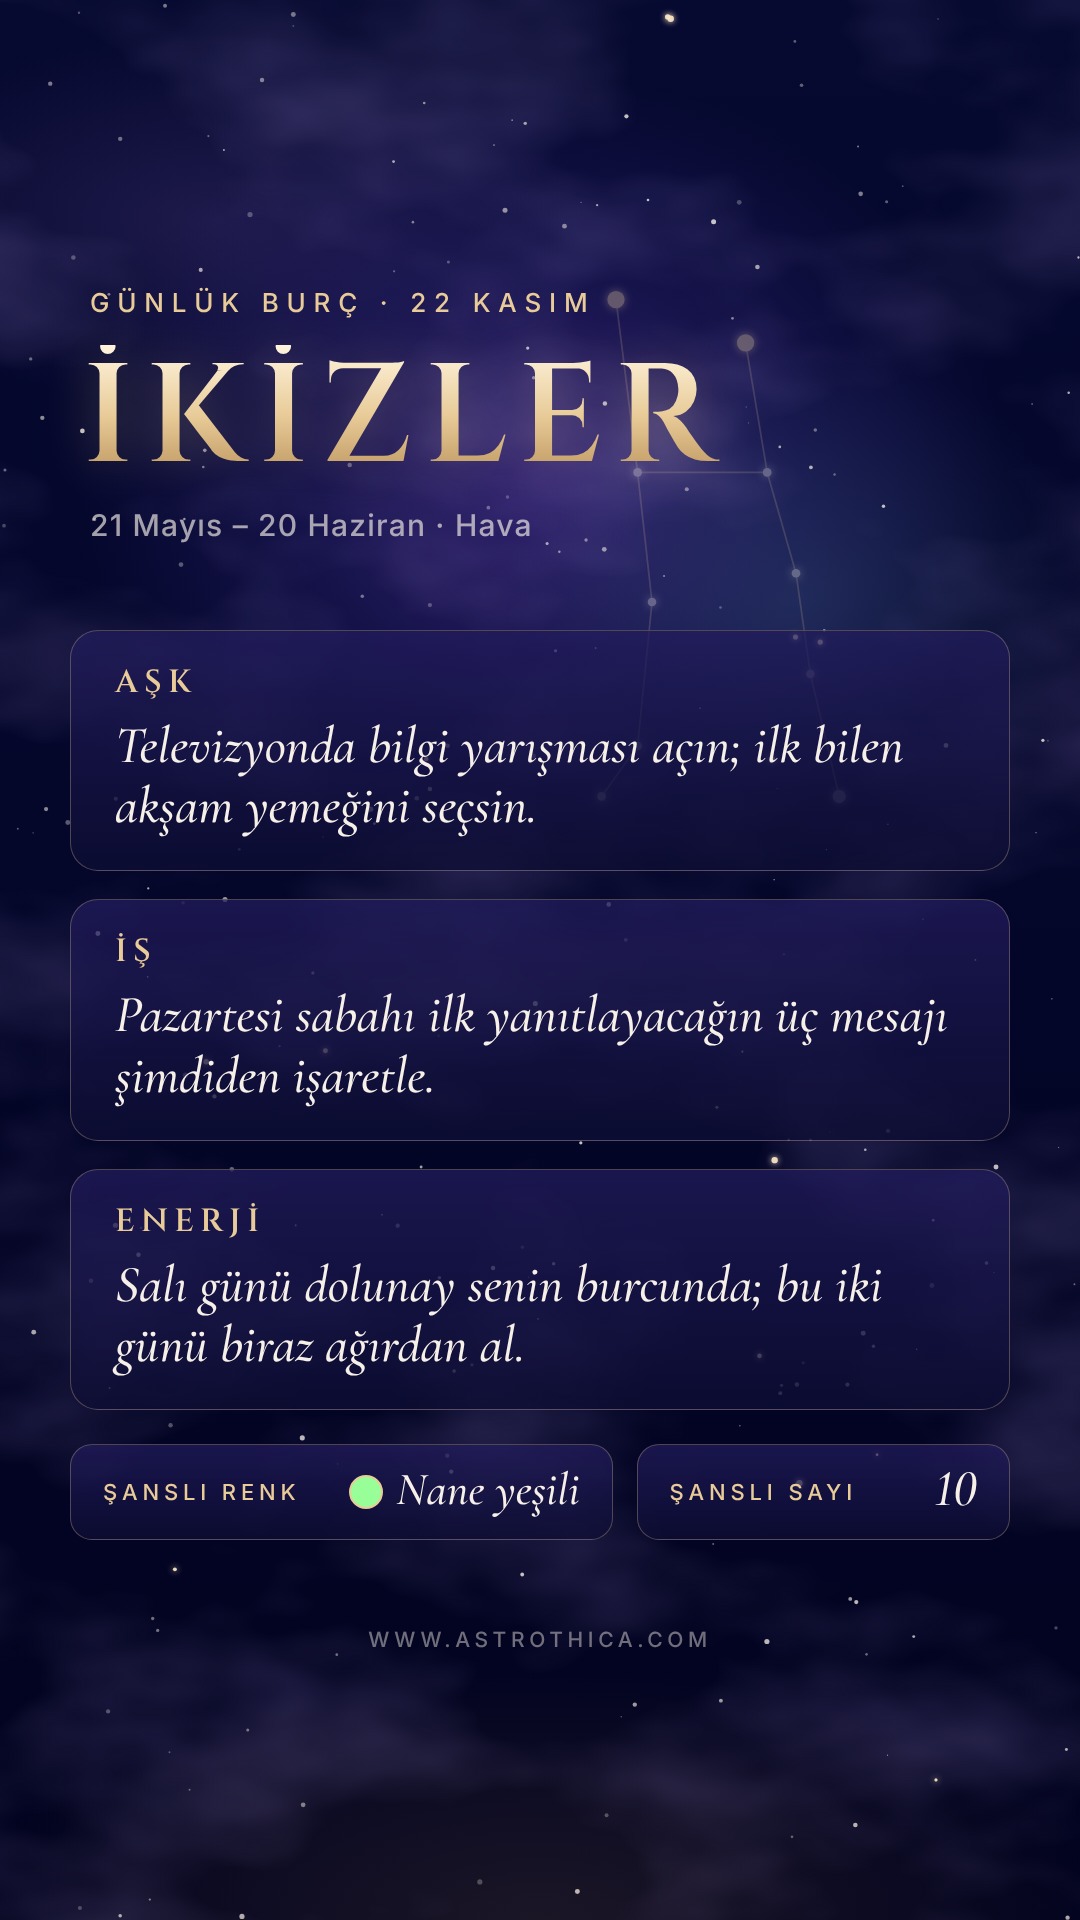 GÜNLÜK BURÇ · 22 KASIM
İKİZLER
21 Mayıs – 20 Haziran · Hava
AŞK
Televizyonda bilgi yarışması açın; ilk bilen
akşam yemeğini seçsin.
İŞ
Pazartesi sabahı ilk yanıtlayacağın üç mesajı
şimdiden işaretle.
ENERJİ
Salı günü dolunay senin burcunda; bu iki
günü biraz ağırdan al.
ŞANSLI RENK Nane yeşili
ŞANSLI SAYI 10
WWW.ASTROTHICA.COM